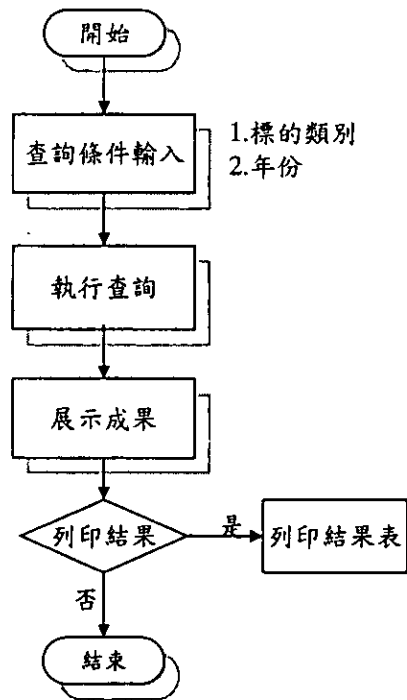 開始
查詢條件輸入
1.標的類別
2.年份
執行查詢
展示成果
列印結果
是
列印結果表
否
結束